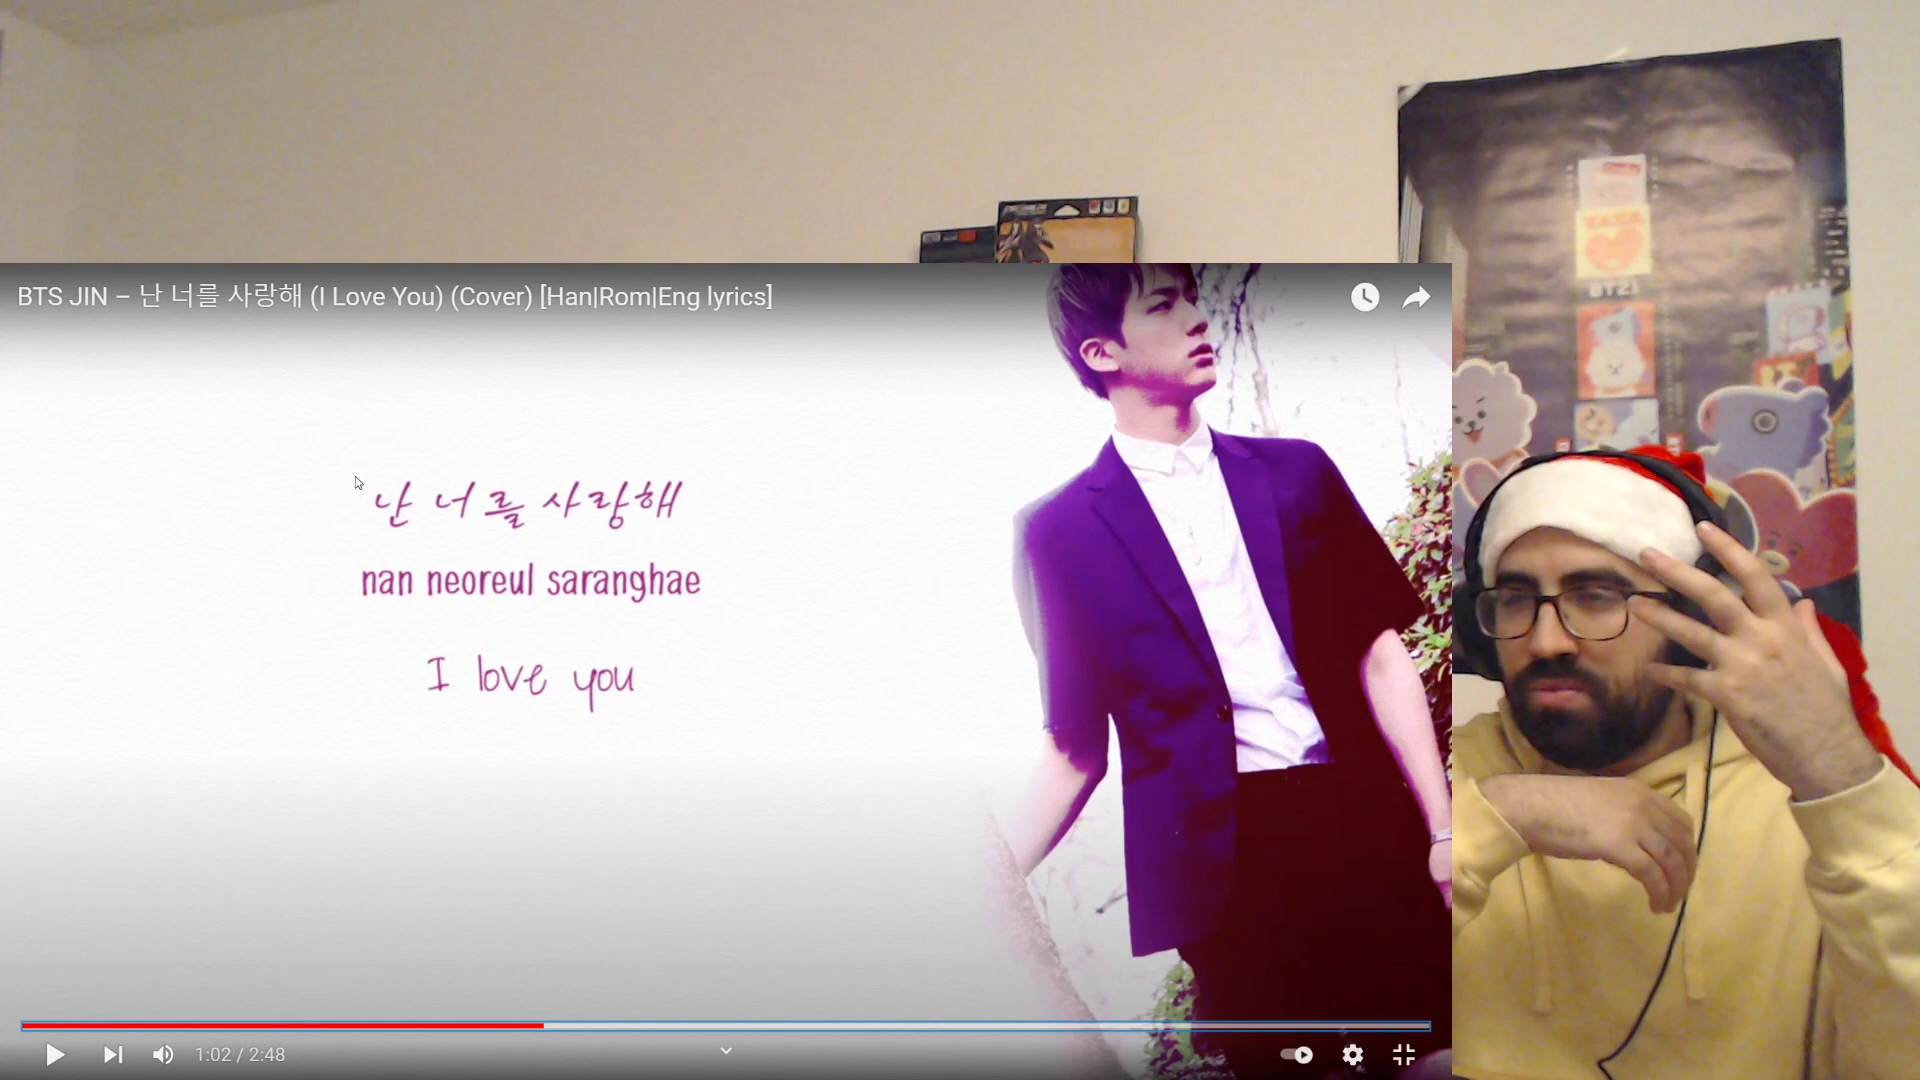 BTS JIN – 난 너를 사랑해 (I Love You) (Cover) [Han|Rom|Eng lyrics]
BT21
난 너를 사랑해
nan neoreul saranghae
I love you
1:02 / 2:48